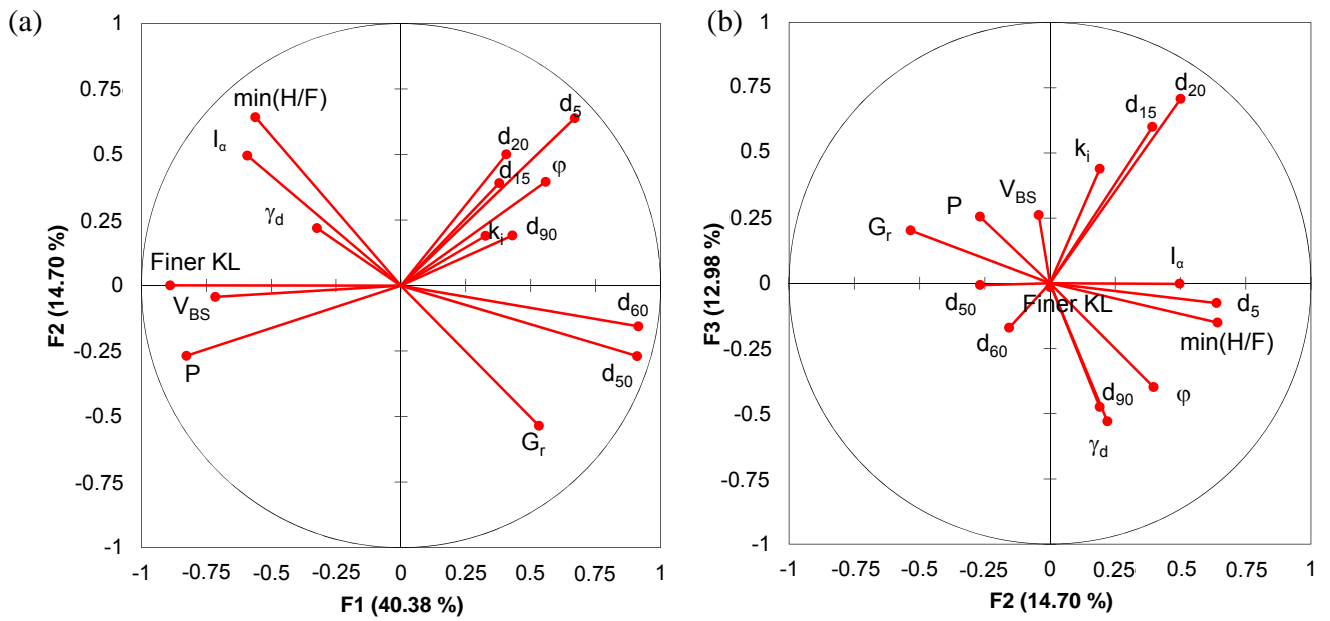 (a)
1
0.75
0.5
0.25
0
-0.25
-0.5
-0.75
-1
F2 (14.70 %)
min(H/F)
Iα
γd
Finer KL
VBS
P
d5
d20
d15
φ
ki
d90
d60
d50
Gr
-1 -0.75 -0.5 -0.25 0 0.25 0.5 0.75 1
F1 (40.38 %)
(b)
1
0.75
0.5
0.25
0
-0.25
-0.5
-0.75
-1
F3 (12.98 %)
d20
d15
ki
VBS
P
Gr
Iα
d50
Finer KL
d5
d60
min(H/F)
d90
φ
γd
-1 -0.75 -0.5 -0.25 0 0.25 0.5 0.75 1
F2 (14.70 %)